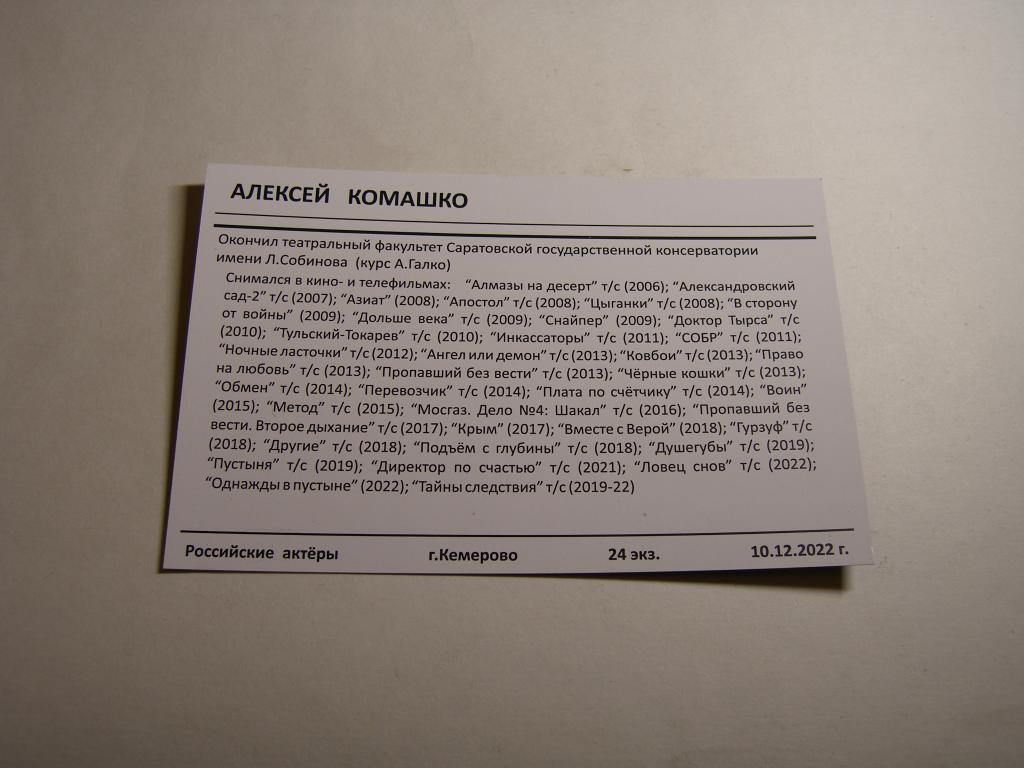 АЛЕКСЕЙ КОМАШКО
Окончил театральный факультет Саратовской государственной консерватории
имени Л.Собинова (курс А.Галко)
Снимался в кино- и телефильмах: “Алмазы на десерт” т/с (2006); “Александровский
сад-2” т/с (2007); “Азиат” (2008); “Апостол” т/с (2008); “Цыганки” т/с (2008); “В сторону
от войны” (2009); “Дольше века” т/с (2009); “Снайпер” (2009); “Доктор Тырса” т/с
(2010); “Тульский-Токарев” т/с (2010); “Инкассаторы” т/с (2011); “СОБР” т/с (2011);
“Ночные ласточки” т/с (2012); “Ангел или демон” т/с (2013); “Ковбои” т/с (2013); “Право
на любовь” т/с (2013); “Пропавший без вести” т/с (2013); “Чёрные кошки” т/с (2013);
“Обмен” т/с (2014); “Перевозчик” т/с (2014); “Плата по счётчику” т/с (2014); “Воин”
(2015); “Метод” т/с (2015); “Мосгаз. Дело №4: Шакал” т/с (2016); “Пропавший без
вести. Второе дыхание” т/с (2017); “Крым” (2017); “Вместе с Верой” (2018); “Гурзуф” т/с
(2018); “Другие” т/с (2018); “Подъём с глубины” т/с (2018); “Душегубы” т/с (2019);
“Пустыня” т/с (2019); “Директор по счастью” т/с (2021); “Ловец снов” т/с (2022);
“Однажды в пустыне” (2022); “Тайны следствия” т/с (2019-22)
Российские актёры г.Кемерово 24 экз. 10.12.2022 г.